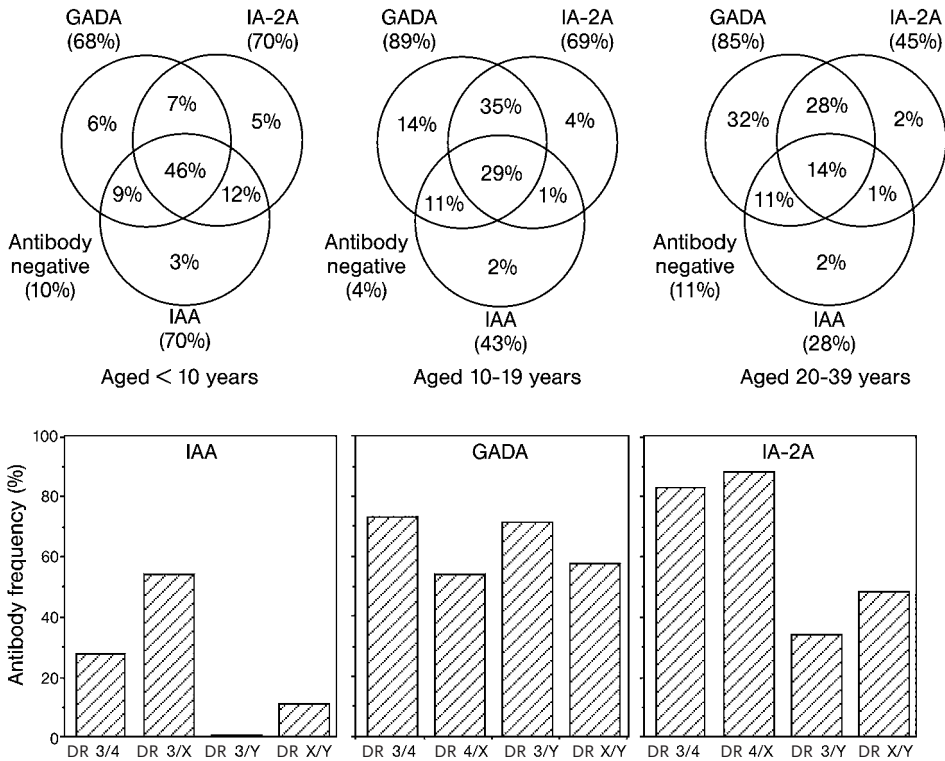 GADA
(68%)
IA-2A
(70%)
6%
7%
5%
46%
9%
12%
3%
Antibody
negative
(10%)
IAA
(70%)
Aged < 10 years
GADA
(89%)
IA-2A
(69%)
14%
35%
4%
29%
11%
1%
2%
Antibody
negative
(4%)
IAA
(43%)
Aged 10-19 years
GADA
(85%)
IA-2A
(45%)
32%
28%
2%
14%
11%
1%
2%
Antibody
negative
(11%)
IAA
(28%)
Aged 20-39 years
Antibody frequency (%)
100
80
60
40
20
0
IAA
DR 3/4 DR 3/X DR 3/Y DR X/Y
GADA
DR 3/4 DR 4/X DR 3/Y DR X/Y
IA-2A
DR 3/4 DR 4/X DR 3/Y DR X/Y